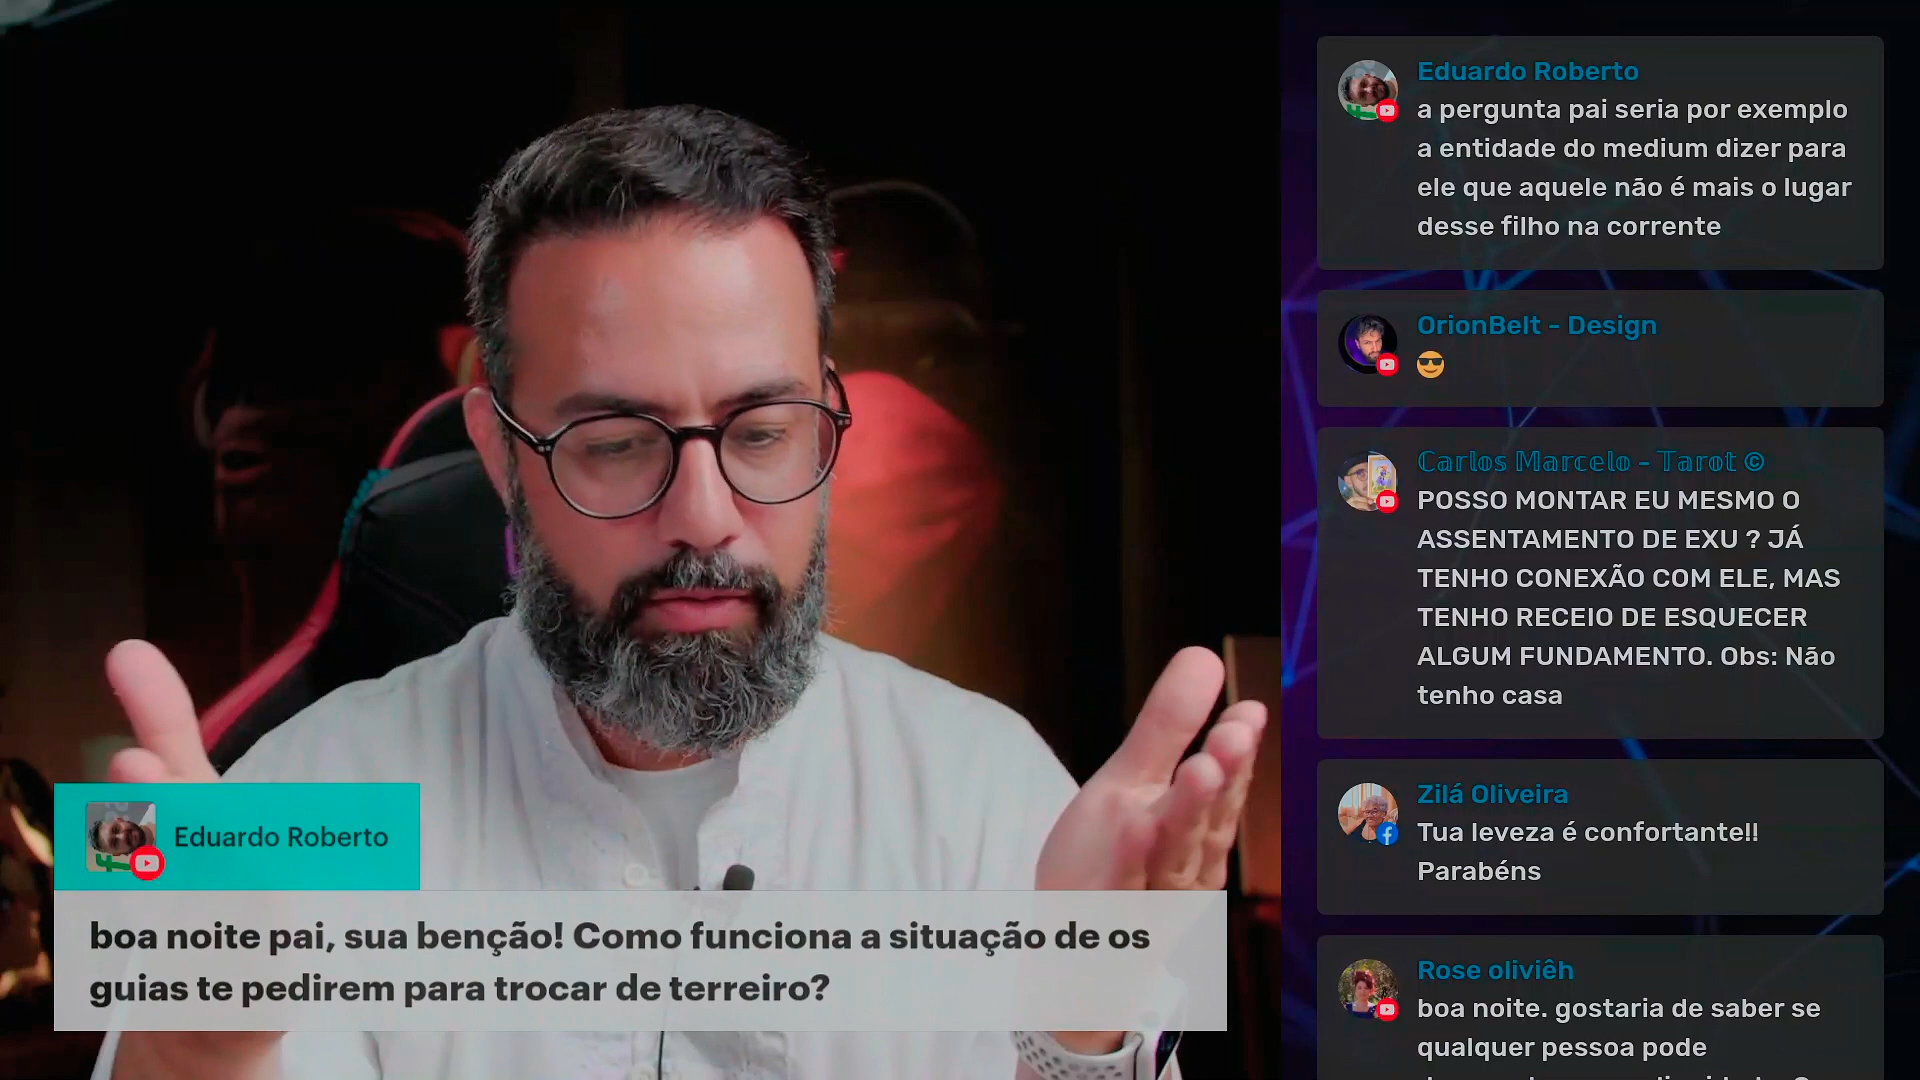 Eduardo Roberto
boa noite pai, sua benção! Como funciona a situação de os
guias te pedirem para trocar de terreiro?
Eduardo Roberto
a pergunta pai seria por exemplo
a entidade do medium dizer para
ele que aquele não é mais o lugar
desse filho na corrente
OrionBelt - Design
😎
ℂ𝕒𝕣𝕝𝕠𝕤 𝕄𝕒𝕣𝕔𝕖𝕝𝕠 - 𝕋𝕒𝕣𝕠𝕥 ©
POSSO MONTAR EU MESMO O
ASSENTAMENTO DE EXU ? JÁ
TENHO CONEXÃO COM ELE, MAS
TENHO RECEIO DE ESQUECER
ALGUM FUNDAMENTO. Obs: Não
tenho casa
Zilá Oliveira
Tua leveza é confortante!!
Parabéns
Rose oliviêh
boa noite. gostaria de saber se
qualquer pessoa pode